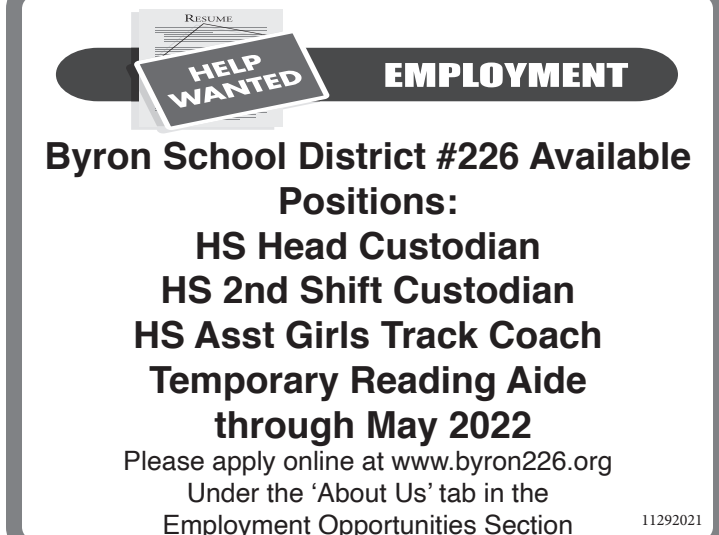 RESUME
HELP
WANTED
EMPLOYMENT
Byron School District #226 Available
Positions:
HS Head Custodian
HS 2nd Shift Custodian
HS Asst Girls Track Coach
Temporary Reading Aide
through May 2022
Please apply online at www.byron226.org
Under the ‘About Us’ tab in the
Employment Opportunities Section
11292021